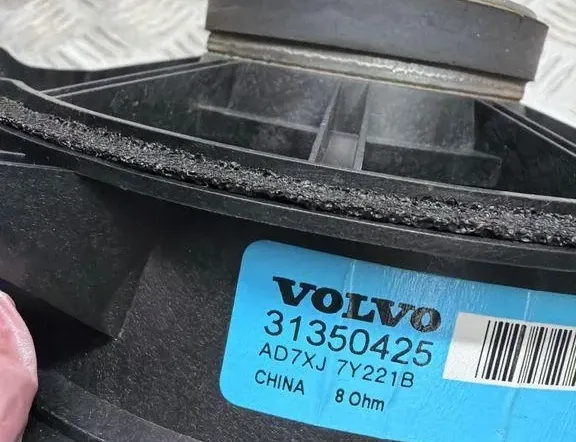 VOLVO
31350425
AD7XJ 7Y221B
CHINA 8 Ohm